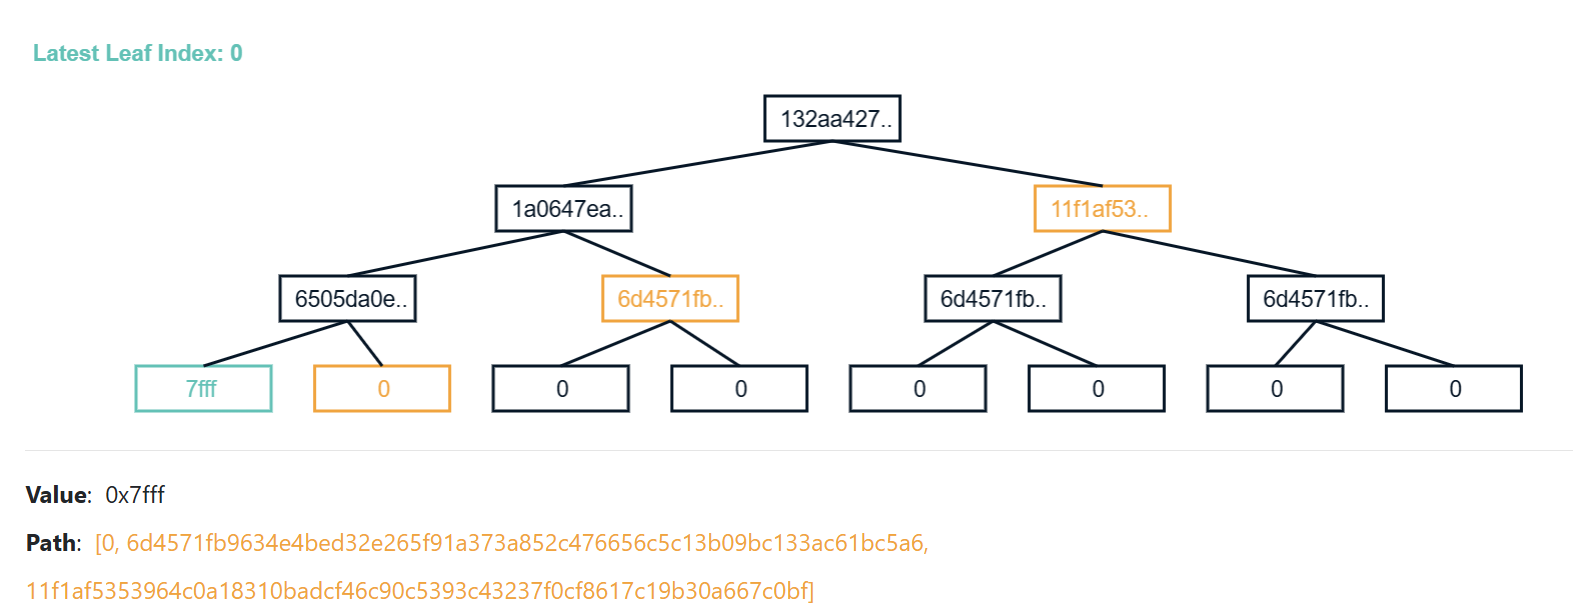 Latest Leaf Index: 0
132aa427..
1a0647ea.. 11f1af53..
6505da0e.. 6d4571fb.. 6d4571fb.. 6d4571fb..
7fff 0 0 0 0 0 0 0
Value: 0x7fff
Path: [0, 6d4571fb9634e4bed32e265f91a373a852c476656c5c13b09bc133ac61bc5a6,
11f1af5353964c0a18310badcf46c90c5393c43237f0cf8617c19b30a667c0bf]